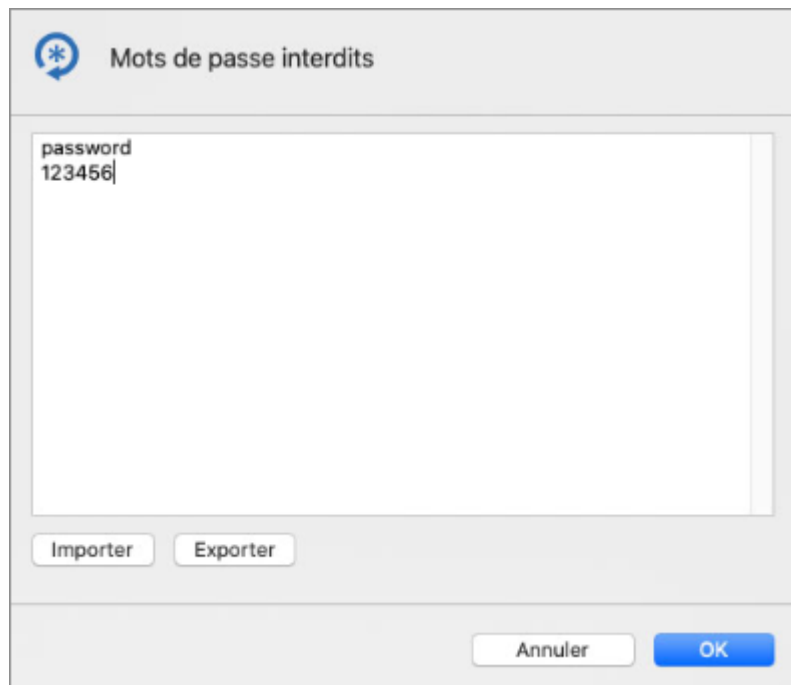 Mots de passe interdits
password
123456
Importer Exporter
Annuler OK